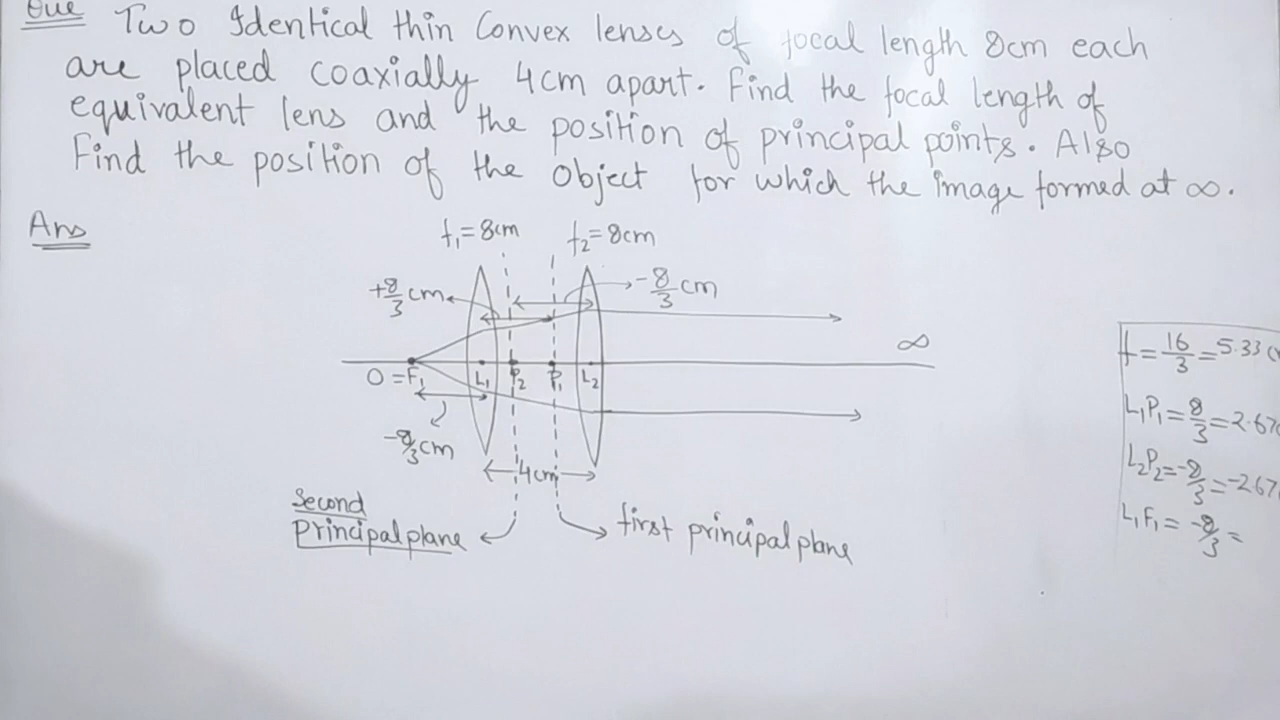 Que Two Identical thin Convex lenses of focal length 8cm each
are placed coaxially 4cm apart. Find the focal length of
equivalent lens and the position of principal points. Also
Find the position of the Object for which the image formed at ∞.
Ans
f₁=8cm f₂=8cm
+8/3 cm
-8/3 cm
∞
O=F₁ L₁ P₂ P₁ L₂
-8/3 cm
4cm
Second
Principal plane
first principal plane
f=16/3=5.33
L₁P₁=8/3=2.67
L₂P₂=-8/3=-2.67
L₁F₁=-8/3=